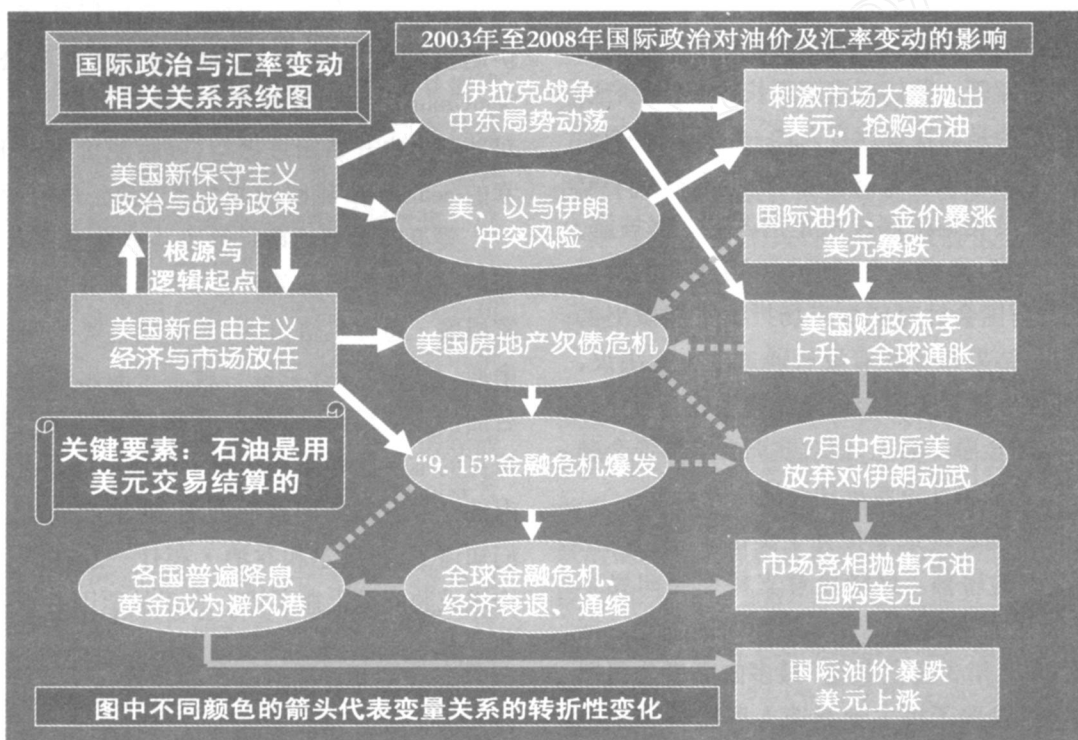 2003年至2008年国际政治对油价及汇率变动的影响
国际政治与汇率变动
相关关系系统图
伊拉克战争
中东局势动荡
刺激市场大量抛出
美元，抢购石油
美国新保守主义
政治与战争政策
美、以与伊朗
冲突风险
国际油价、金价暴涨
美元暴跌
根源与
逻辑起点
美国新自由主义
经济与市场放任
美国房地产次债危机
美国财政赤字
上升、全球通胀
关键要素：石油是用
美元交易结算的
“9.15”金融危机爆发
7月中旬后美
放弃对伊朗动武
各国普遍降息
黄金成为避风港
全球金融危机、
经济衰退、通缩
市场竞相抛售石油
回购美元
国际油价暴跌
美元上涨
图中不同颜色的箭头代表变量关系的转折性变化